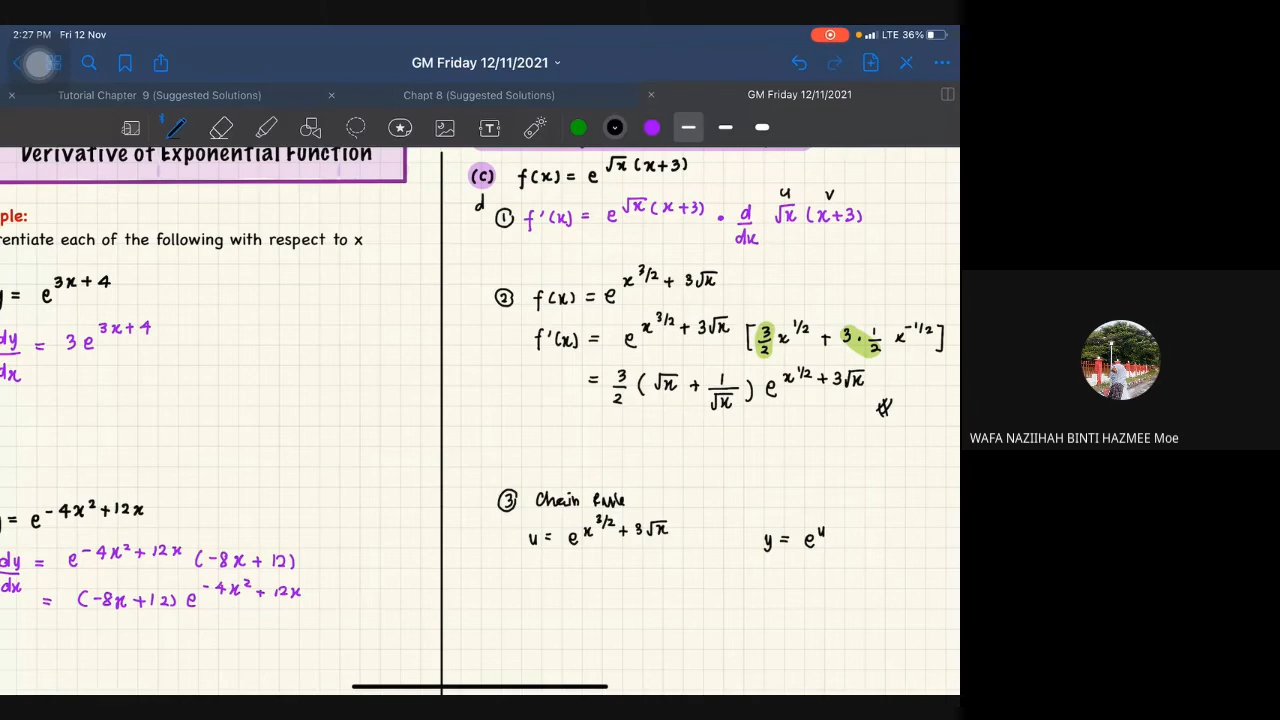 2:27 PM Fri 12 Nov
LTE 36%
GM Friday 12/11/2021
Tutorial Chapter 9 (Suggested Solutions)
Chapt 8 (Suggested Solutions)
GM Friday 12/11/2021
Derivative of Exponential Function
ple:
rentiate each of the following with respect to x
y = e^{3x+4}
dy/dx = 3e^{3x+4}
y = e^{-4x²+12x}
dy/dx = e^{-4x²+12x} (-8x+12)
= (-8x+12) e^{-4x²+12x}
(c) f(x) = e^{√x(x+3)}
d
u v
① f'(x) = e^{√x(x+3)} • d/dx √x (x+3)
② f(x) = e^{x^{3/2} + 3√x}
f'(x) = e^{x^{3/2} + 3√x} [3/2 x^{1/2} + 3 · 1/2 x^{-1/2}]
= 3/2 (√x + 1/√x) e^{x^{1/2} + 3√x}
③ Chain Rule
u = e^{x^{3/2} + 3√x} y = e^u
WAFA NAZIIHAH BINTI HAZMEE Moe